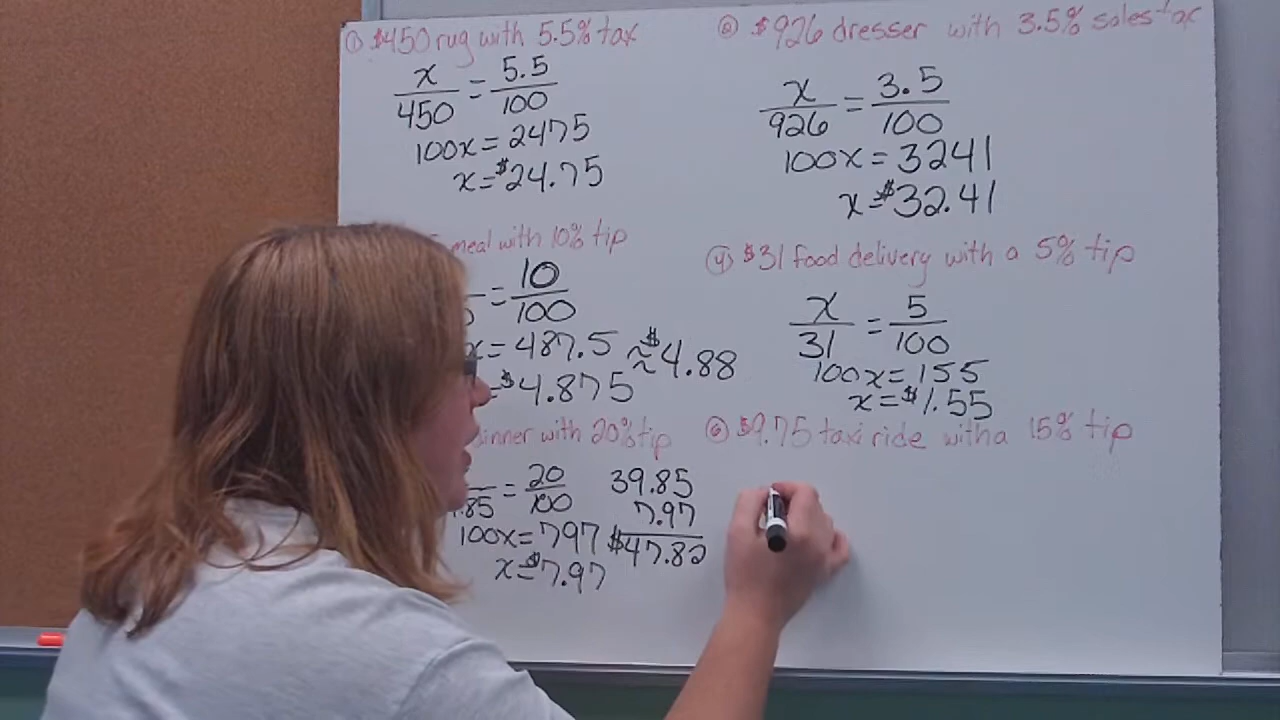 ① $450 rug with 5.5% tax
x/450 = 5.5/100
100x = 2475
x = $24.75
② $926 dresser with 3.5% sales tax
x/926 = 3.5/100
100x = 3241
x = $32.41
meal with 10% tip
= 10/100
x = 487.5
= $4.875 ≈ $4.88
④ $31 food delivery with a 5% tip
x/31 = 5/100
100x = 155
x = $1.55
dinner with 20% tip
.85 = 20/100
100x = 797
x = $7.97
39.85
7.97
$47.82
⑥ $9.75 taxi ride with a 15% tip